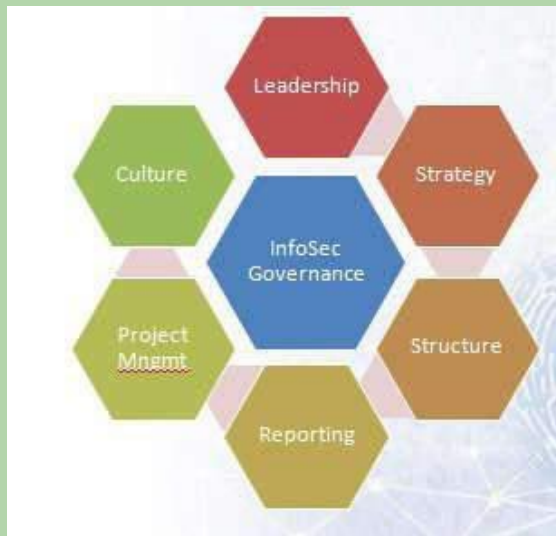 Leadership
Culture
Strategy
InfoSec
Governance
Project
Mngmt
Structure
Reporting